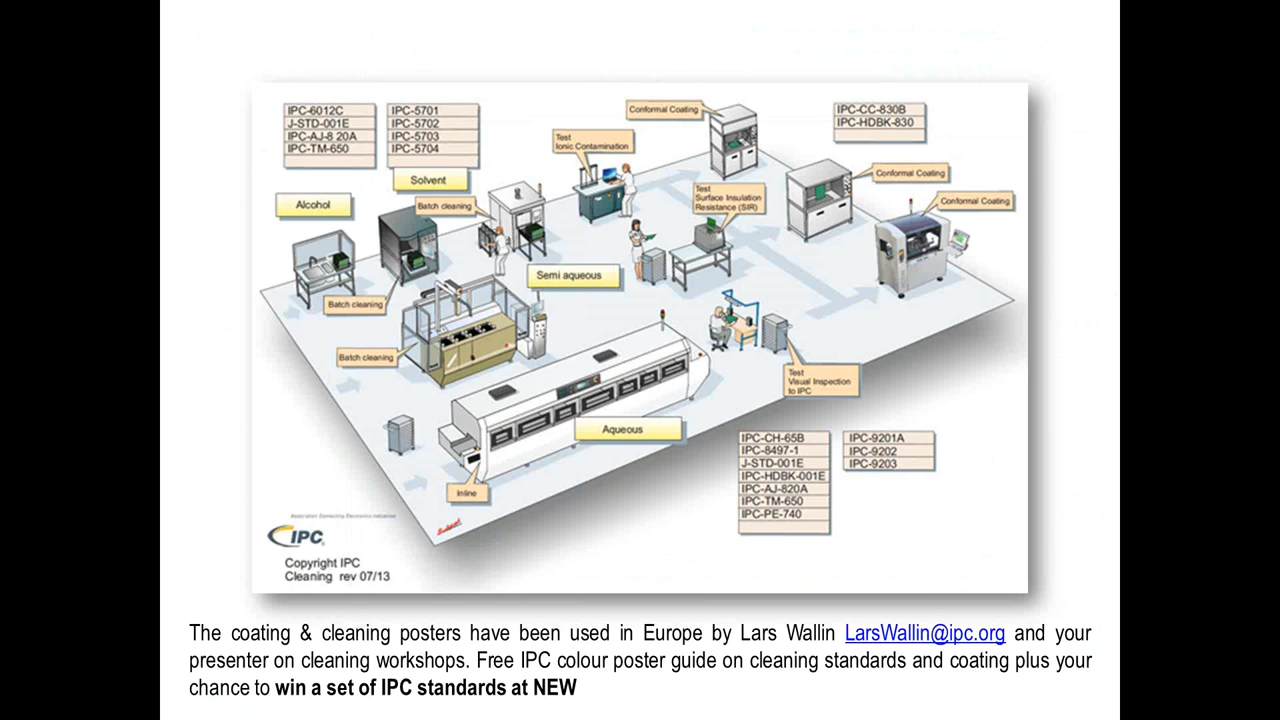 IPC-6012C
J-STD-001E
IPC-AJ-8 20A
IPC-TM-650
IPC-5701
IPC-5702
IPC-5703
IPC-5704
Conformal Coating
IPC-CC-830B
IPC-HDBK-830
Test
Ionic Contamination
Conformal Coating
Solvent
Alcohol
Batch cleaning
Test
Surface Insulation
Resistance (SIR)
Conformal Coating
Semi aqueous
Batch cleaning
Batch cleaning
Test
Visual Inspection
to IPC
Aqueous
Inline
IPC-CH-65B
IPC-8497-1
J-STD-001E
IPC-HDBK-001E
IPC-AJ-820A
IPC-TM-650
IPC-PE-740
IPC-9201A
IPC-9202
IPC-9203
Association Connecting Electronics Industries
IPC
Copyright IPC
Cleaning rev 07/13
The coating & cleaning posters have been used in Europe by Lars Wallin LarsWallin@ipc.org and your
presenter on cleaning workshops. Free IPC colour poster guide on cleaning standards and coating plus your
chance to win a set of IPC standards at NEW